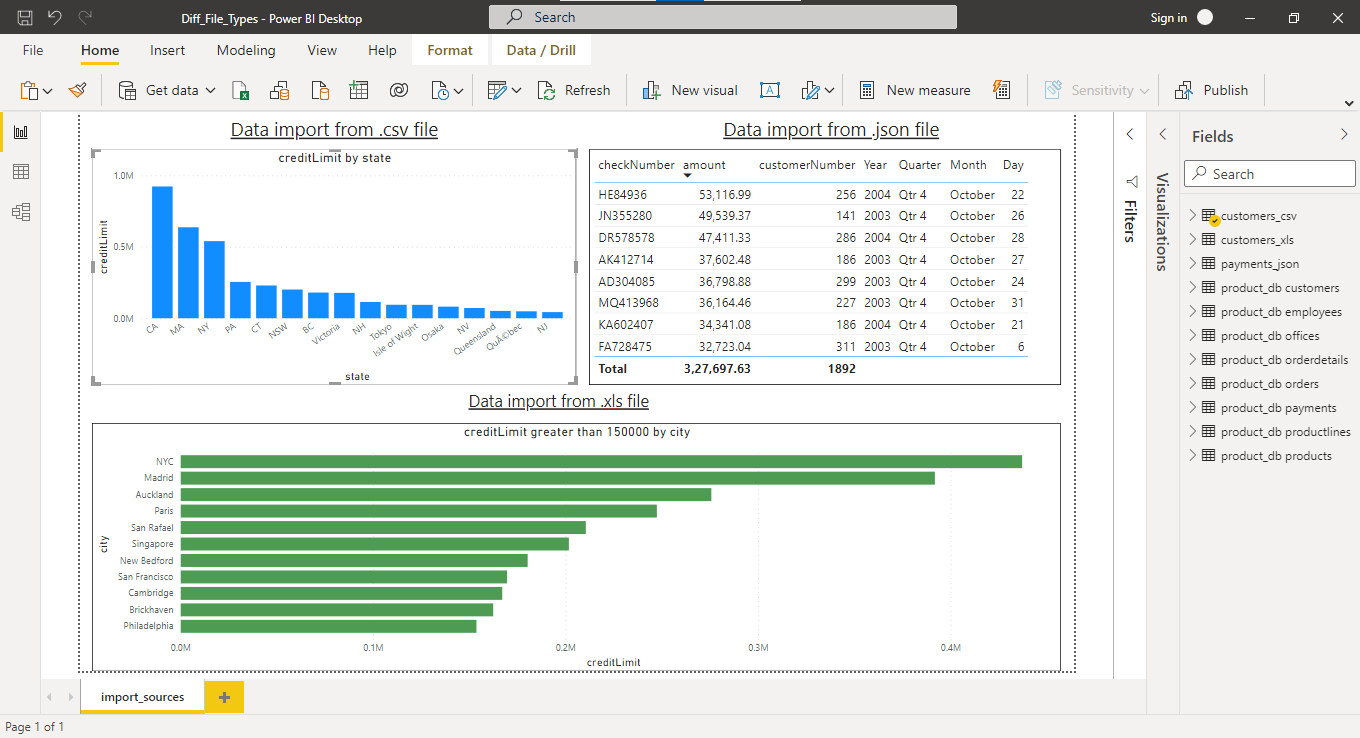 Diff_File_Types - Power BI Desktop
Search
Sign in
File Home Insert Modeling View Help Format Data / Drill
Get data Refresh New visual New measure Sensitivity Publish
Data import from .csv file
creditLimit by state
creditLimit
1.0M
0.5M
0.0M
CA MA NY PA CT NSW BC Victoria NH Tokyo Isle of Wight Osaka NV Queensland QuÃ©bec NJ
state
Data import from .json file
checkNumber amount customerNumber Year Quarter Month Day
HE84936 53,116.99 256 2004 Qtr 4 October 22
JN355280 49,539.37 141 2003 Qtr 4 October 26
DR578578 47,411.33 286 2004 Qtr 4 October 28
AK412714 37,602.48 186 2003 Qtr 4 October 27
AD304085 36,798.88 299 2003 Qtr 4 October 24
MQ413968 36,164.46 227 2003 Qtr 4 October 31
KA602407 34,341.08 186 2004 Qtr 4 October 21
FA728475 32,723.04 311 2003 Qtr 4 October 6
Total 3,27,697.63 1892
Data import from .xls file
creditLimit greater than 150000 by city
city
NYC
Madrid
Auckland
Paris
San Rafael
Singapore
New Bedford
San Francisco
Cambridge
Brickhaven
Philadelphia
0.0M 0.1M 0.2M 0.3M 0.4M
creditLimit
Filters
Visualizations
Fields
Search
customers_csv
customers_xls
payments_json
product_db customers
product_db employees
product_db offices
product_db orderdetails
product_db orders
product_db payments
product_db productlines
product_db products
import_sources
Page 1 of 1